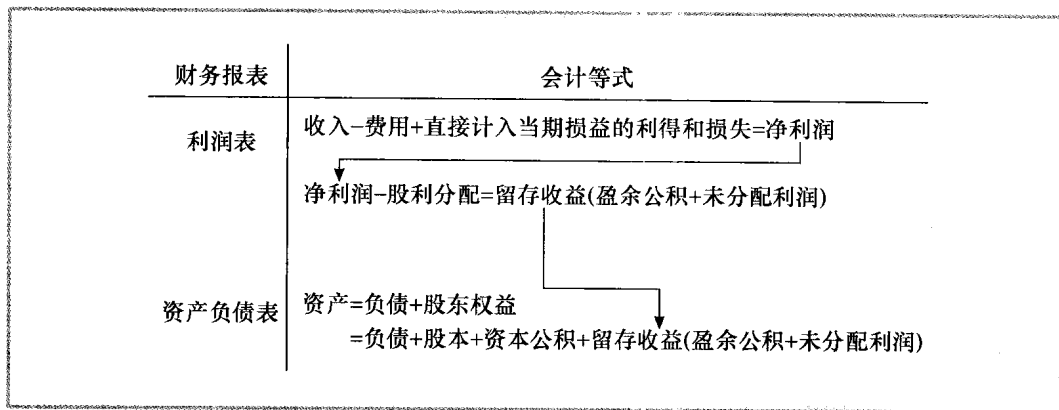 财务报表 会计等式
利润表 收入-费用+直接计入当期损益的利得和损失=净利润
净利润-股利分配=留存收益(盈余公积+未分配利润)
资产负债表 资产=负债+股东权益
=负债+股本+资本公积+留存收益(盈余公积+未分配利润)